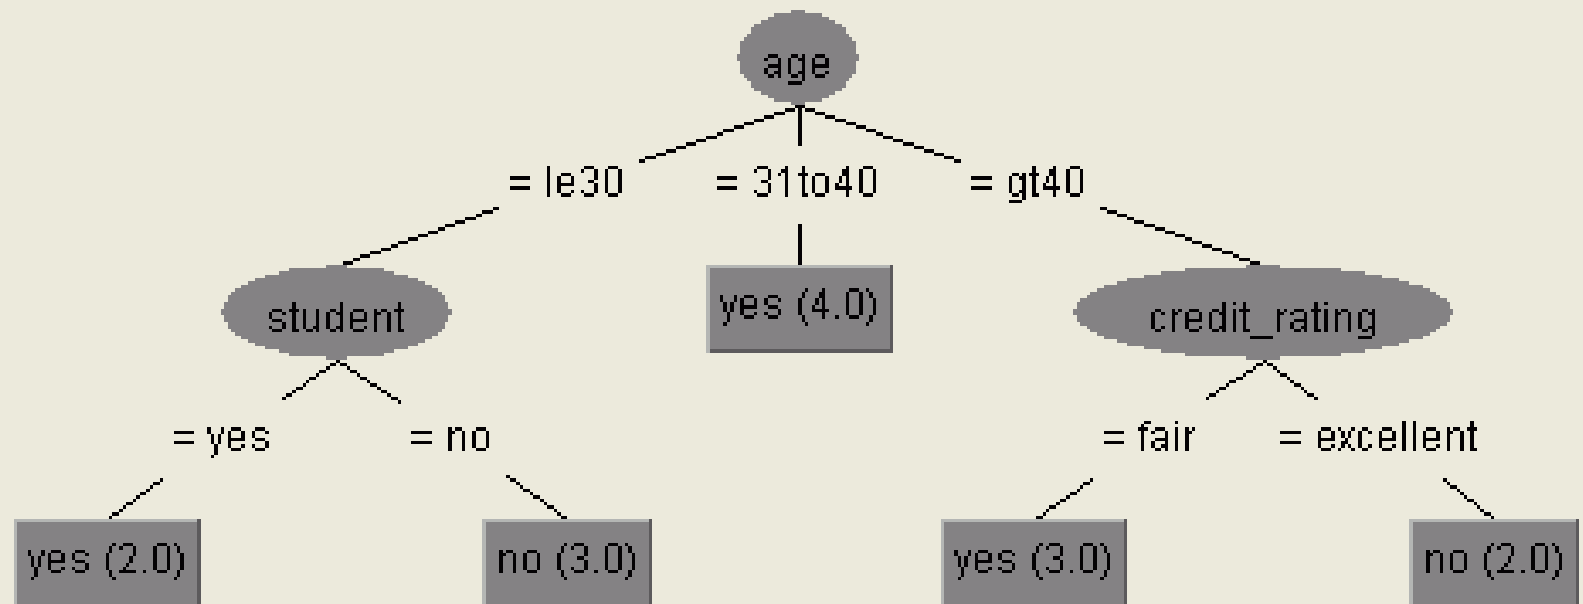 age
= le30
= 31to40
= gt40
student
yes (4.0)
credit_rating
= yes
= no
= fair
= excellent
yes (2.0)
no (3.0)
yes (3.0)
no (2.0)